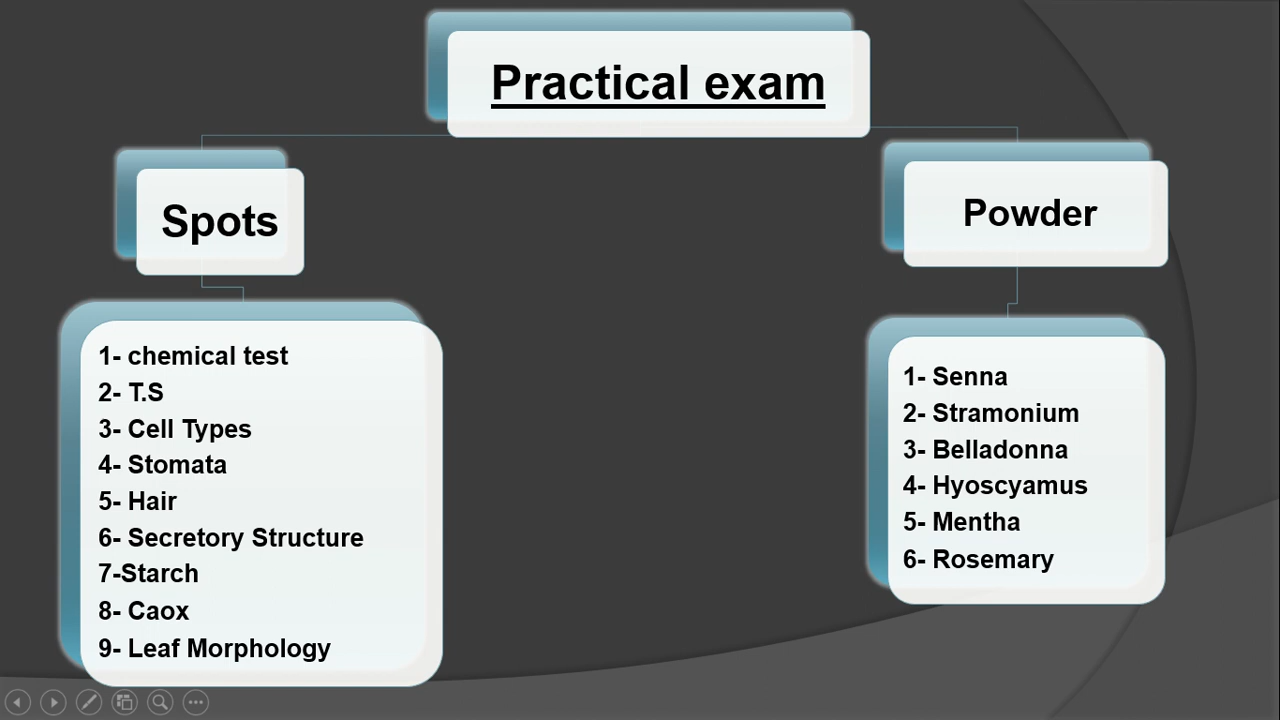 Practical exam
Spots
Powder
1- chemical test
2- T.S
3- Cell Types
4- Stomata
5- Hair
6- Secretory Structure
7-Starch
8- Caox
9- Leaf Morphology
1- Senna
2- Stramonium
3- Belladonna
4- Hyoscyamus
5- Mentha
6- Rosemary